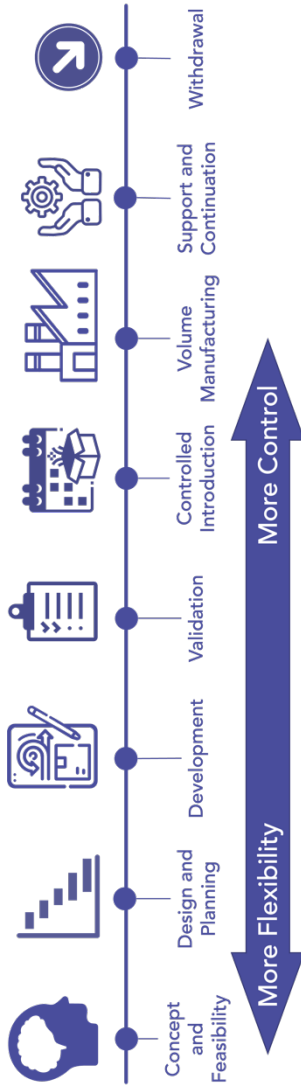 Concept
and
Feasibility
Design and
Planning
Development
Validation
Controlled
Introduction
Volume
Manufacturing
Support and
Continuation
Withdrawal
More Flexibility
More Control